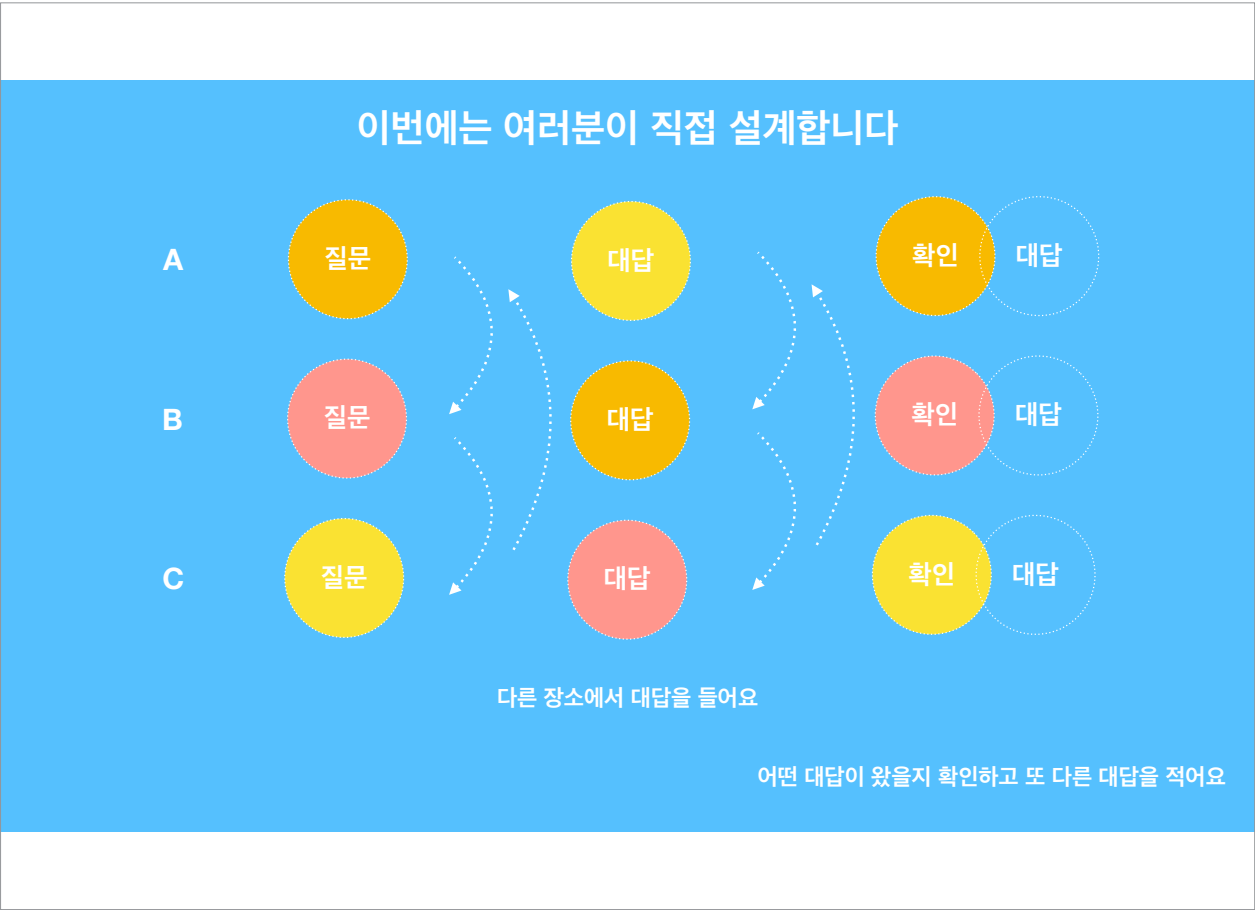 이번에는 여러분이 직접 설계합니다
A 질문 대답 확인 대답
B 질문 대답 확인 대답
C 질문 대답 확인 대답
다른 장소에서 대답을 들어요
어떤 대답이 왔을지 확인하고 또 다른 대답을 적어요